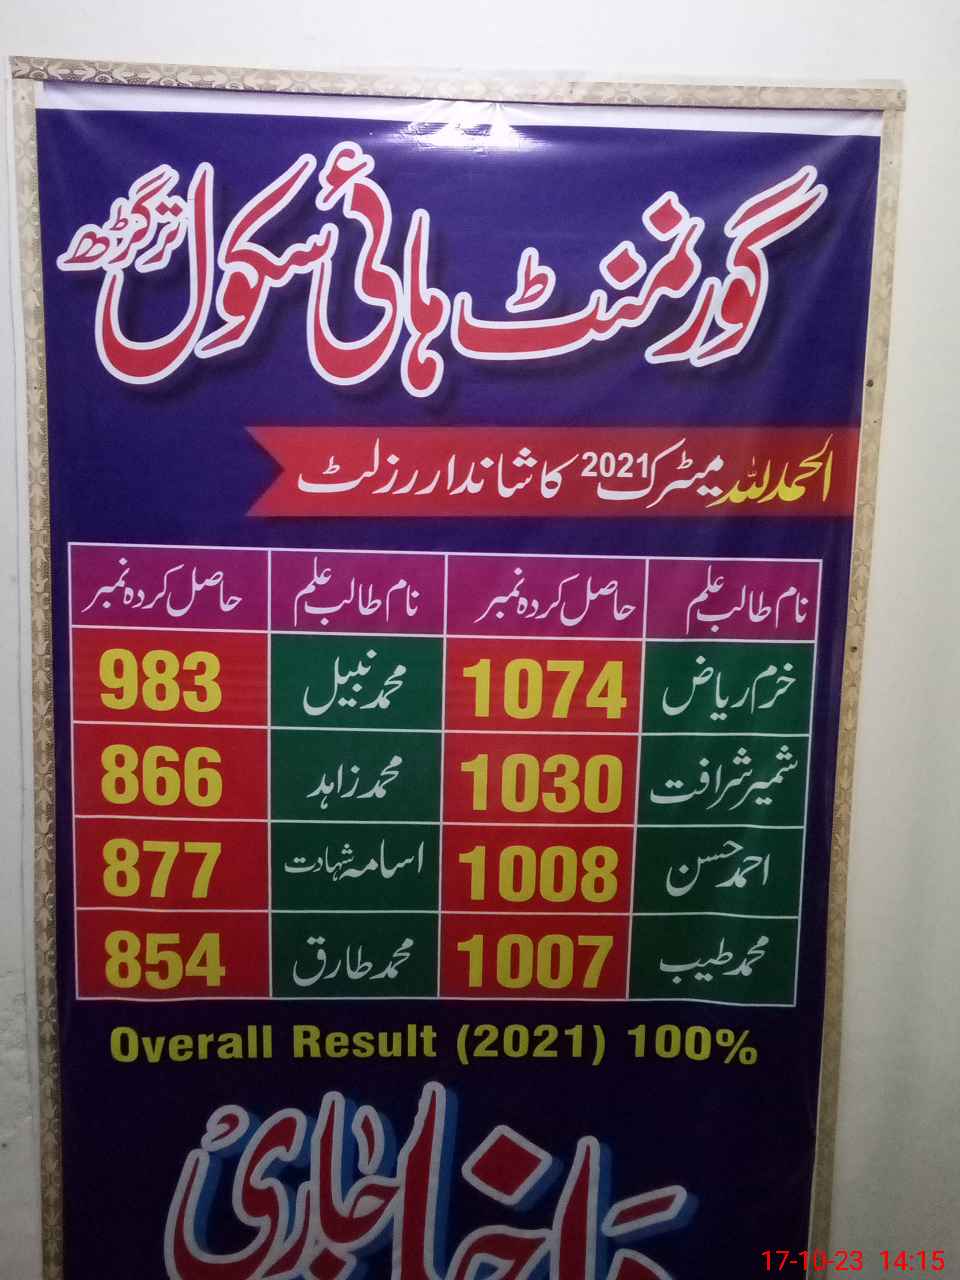 گورنمنٹ ہائی سکول ترگڑھ
الحمدللہ میٹرک 2021 کا شاندار رزلٹ
نام طالب علم حاصل کردہ نمبر نام طالب علم حاصل کردہ نمبر
خرم ریاض 1074 محمد نبیل 983
شمیر شرافت 1030 محمد زاہد 866
احمد حسن 1008 اسامہ شہادت 877
محمد طیب 1007 محمد طارق 854
Overall Result (2021) 100%
داخلہ جاری
17-10-23 14:15